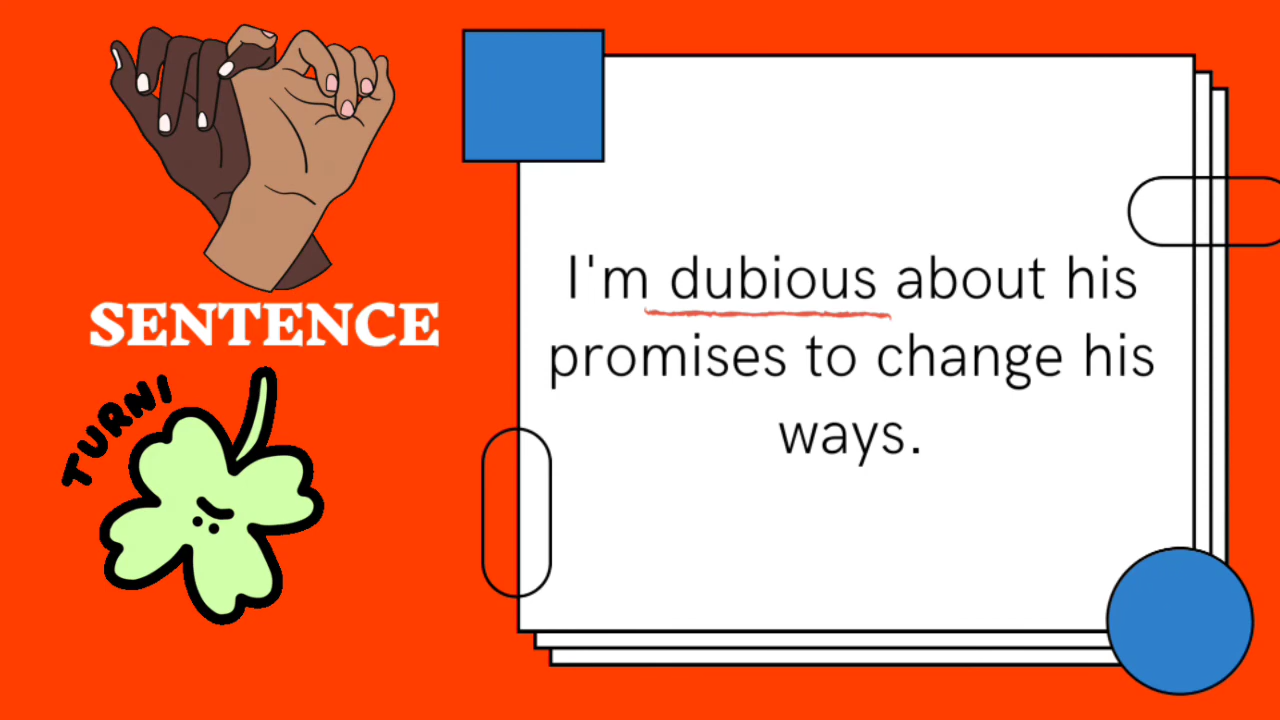 SENTENCE
TURN!
I'm dubious about his
promises to change his
ways.